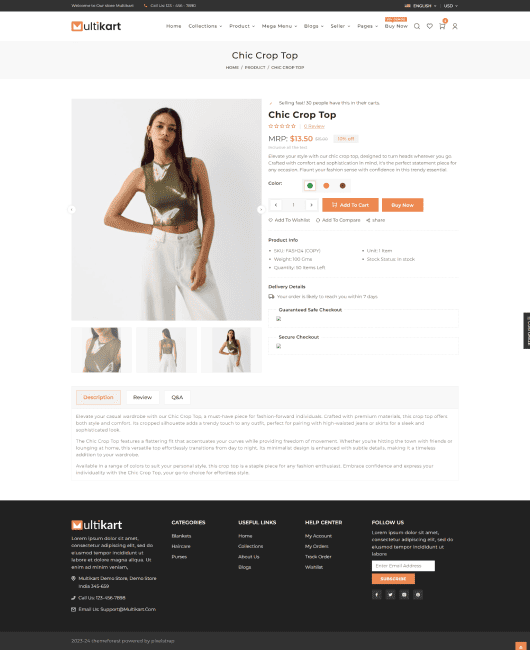 Welcome to Our Store Multikart
Call Us: 123 - 456 - 7890
ENGLISH
USD
Multikart
Home
Collections
Product
Mega Menu
Blogs
Seller
Pages
Buy Now
Chic Crop Top
HOME / PRODUCT / CHIC CROP TOP
Selling fast! 30 people have this in their carts.
Chic Crop Top
0 Review
MRP: $13.50
10% off
Inclusive all the text
Elevate your style with our chic crop top, designed to turn heads wherever you go.
Crafted with comfort and sophistication in mind, it's the perfect statement piece for
any occasion. Flaunt your fashion sense with confidence in this trendy essential
Color:
1
Add To Cart
Buy Now
Add To Wishlist
Add To Compare
share
Product Info
SKU: FASH24 (COPY)
Unit: 1 Item
Weight: 100 Gms
Stock Status: In stock
Quantity: 50 Items Left
Delivery Details
Your order is likely to reach you within 7 days.
Guaranteed Safe Checkout
Secure Checkout
Description
Review
Q&A
Elevate your casual wardrobe with our Chic Crop Top, a must-have piece for fashion-forward individuals. Crafted with premium materials, this crop top offers
both style and comfort. Its cropped silhouette adds a trendy touch to any outfit, perfect for pairing with high-waisted jeans or skirts for a sleek and
sophisticated look.
The Chic Crop Top features a flattering fit that accentuates your curves while providing freedom of movement. Whether you're hitting the town with friends or
lounging at home, this versatile top effortlessly transitions from day to night. Its minimalist design is enhanced with subtle details, making it a timeless
addition to your wardrobe.
Available in a range of colors to suit your personal style, this crop top is a staple piece for any fashion enthusiast. Embrace confidence and express your
individuality with the Chic Crop Top, your go-to choice for effortless style.
Multikart
Lorem ipsum dolor sit amet,
consectetur adipiscing elit, sed do
eiusmod tempor incididunt ut
labore et dolore magna aliqua. Ut
enim ad minim veniam,
Multikart Demo Store, Demo Store
India 345-659
Call Us: 123-456-7898
Email Us: Support@Multikart.Com
CATEGORIES
Blankets
Haircare
Purses
USEFUL LINKS
Home
Collections
About Us
Blogs
HELP CENTER
My Account
My Orders
Track Order
Wishlist
FOLLOW US
Lorem ipsum dolor sit amet,
consectetur adipiscing elit, sed do
eiusmod tempor incididunt ut
labore
Enter Email Address
SUBSCRIBE
2023-24 themeforest powered by pixelstrap